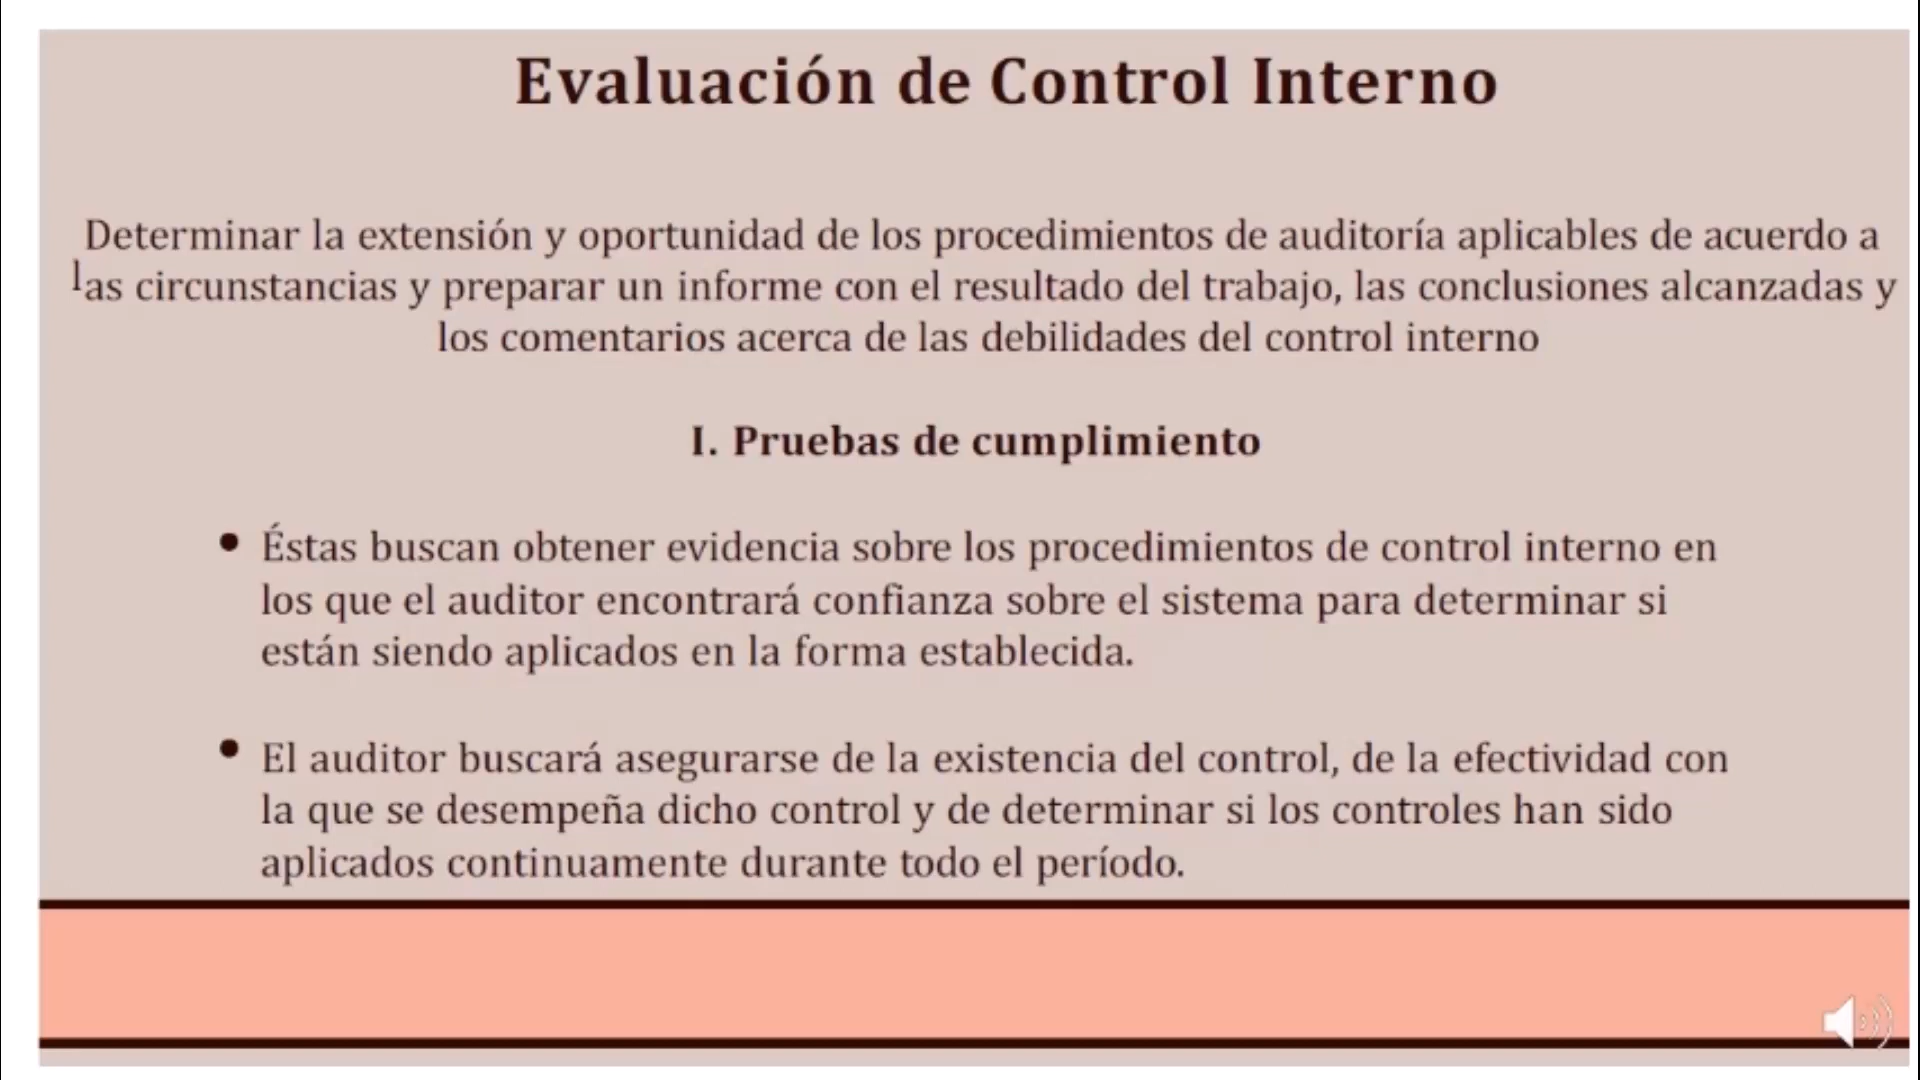 Evaluación de Control Interno
Determinar la extensión y oportunidad de los procedimientos de auditoría aplicables de acuerdo a
las circunstancias y preparar un informe con el resultado del trabajo, las conclusiones alcanzadas y
los comentarios acerca de las debilidades del control interno
I. Pruebas de cumplimiento
• Éstas buscan obtener evidencia sobre los procedimientos de control interno en
los que el auditor encontrará confianza sobre el sistema para determinar si
están siendo aplicados en la forma establecida.
• El auditor buscará asegurarse de la existencia del control, de la efectividad con
la que se desempeña dicho control y de determinar si los controles han sido
aplicados continuamente durante todo el período.